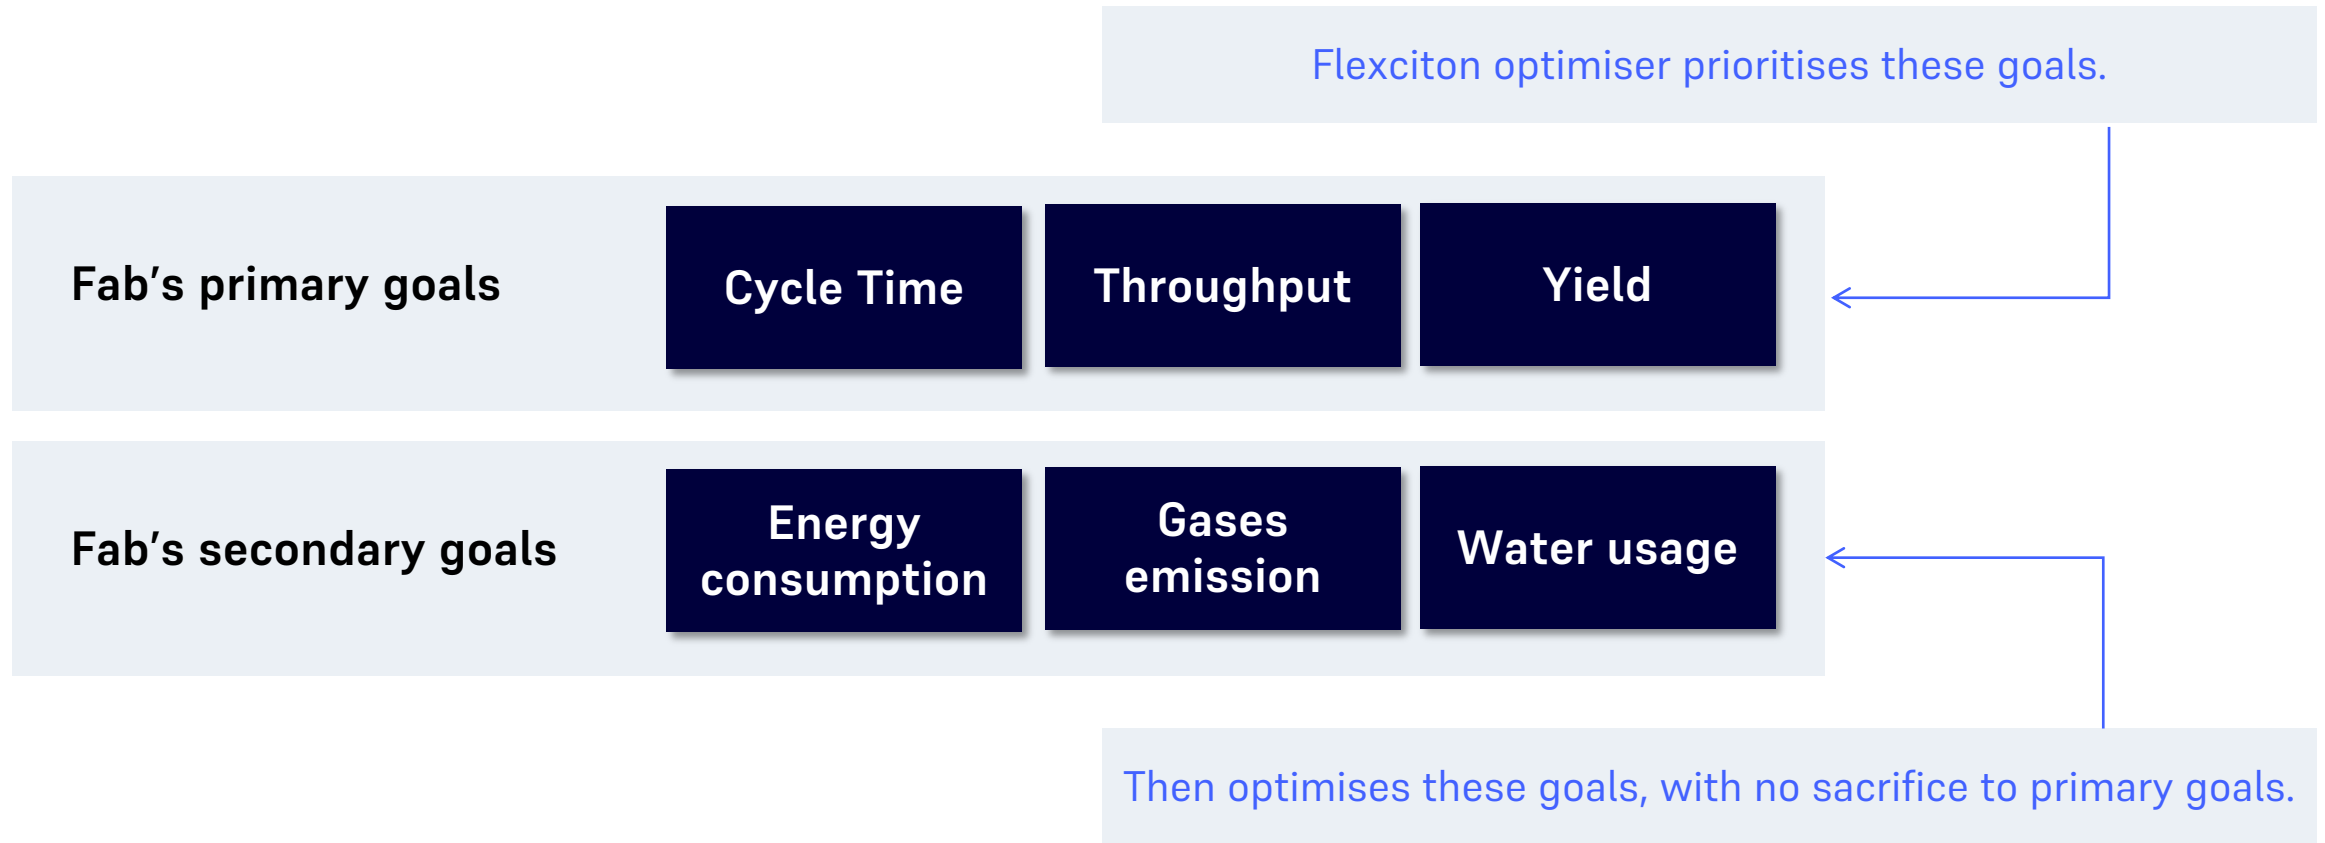 Flexciton optimiser prioritises these goals.
Fab’s primary goals
Cycle Time
Throughput
Yield
Fab’s secondary goals
Energy
consumption
Gases
emission
Water usage
Then optimises these goals, with no sacrifice to primary goals.